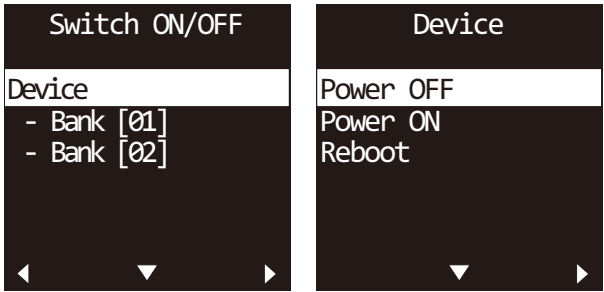 Switch ON/OFF
Device
- Bank [01]
- Bank [02]
Device
Power OFF
Power ON
Reboot